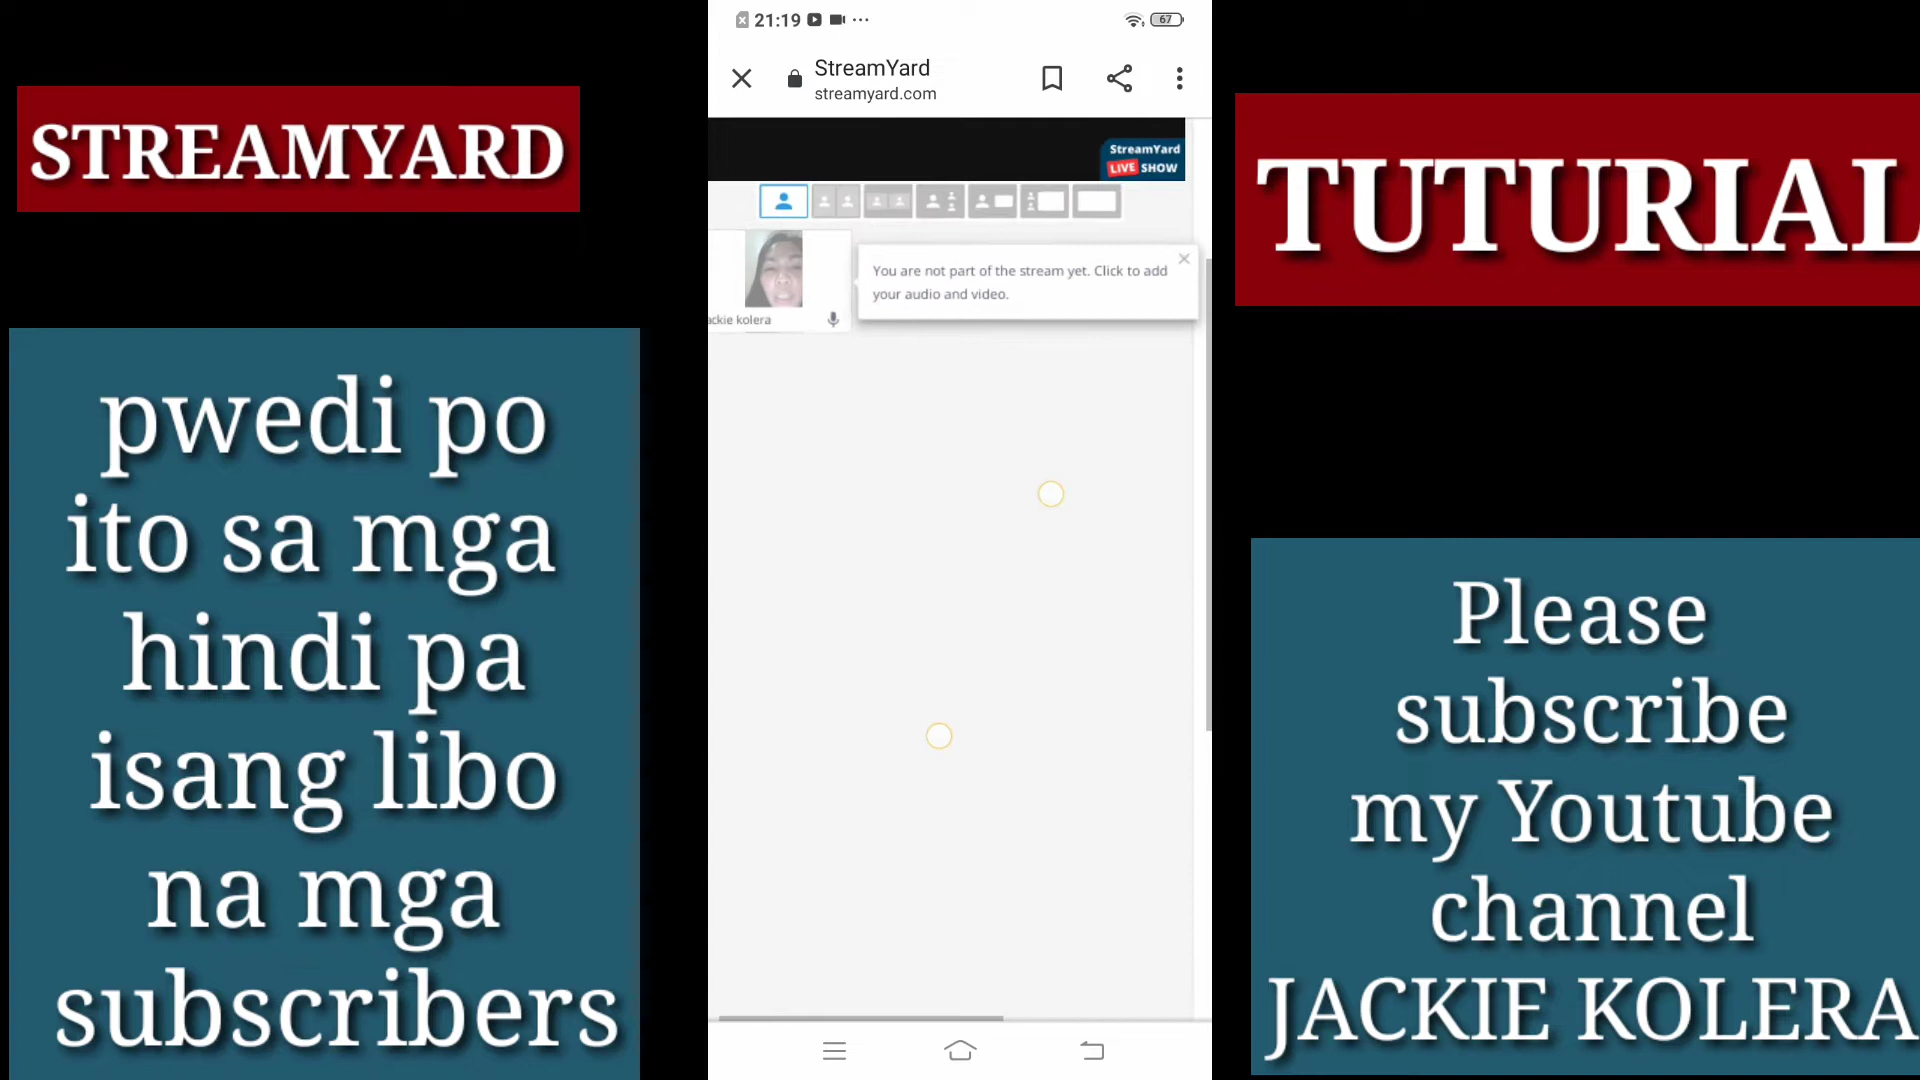 STREAMYARD
pwedi po
ito sa mga
hindi pa
isang libo
na mga
subscribers
21:19
67
StreamYard
streamyard.com
StreamYard
LIVE SHOW
You are not part of the stream yet. Click to add
your audio and video.
ackie kolera
TUTURIAL
Please
subscribe
my Youtube
channel
JACKIE KOLERA